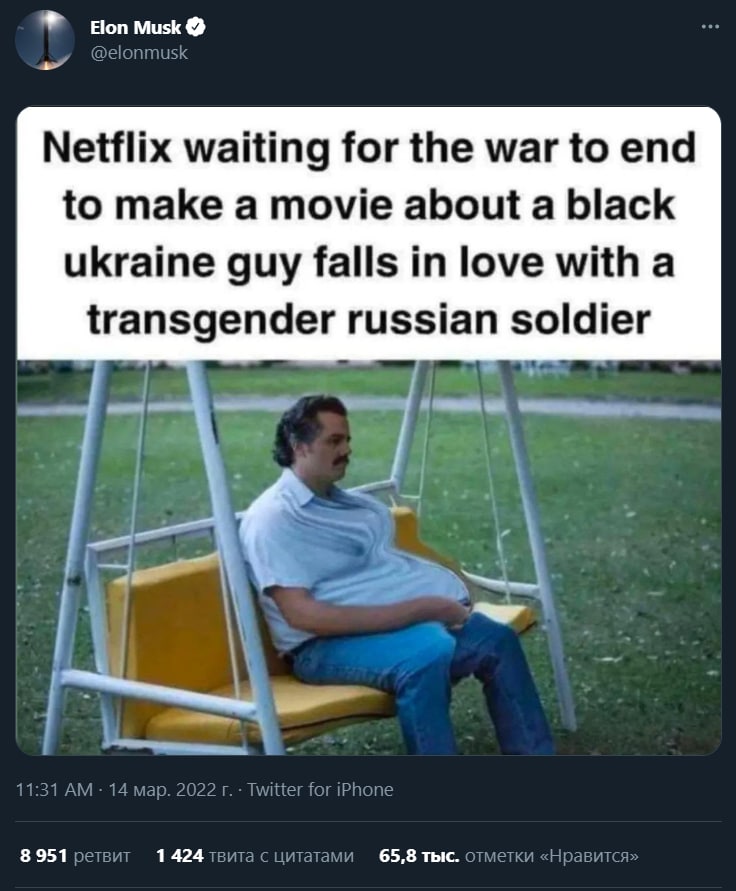 Elon Musk
@elonmusk
Netflix waiting for the war to end
to make a movie about a black
ukraine guy falls in love with a
transgender russian soldier
11:31 AM · 14 мар. 2022 г. · Twitter for iPhone
8 951 ретвит 1 424 твита с цитатами 65,8 тыс. отметки «Нравится»